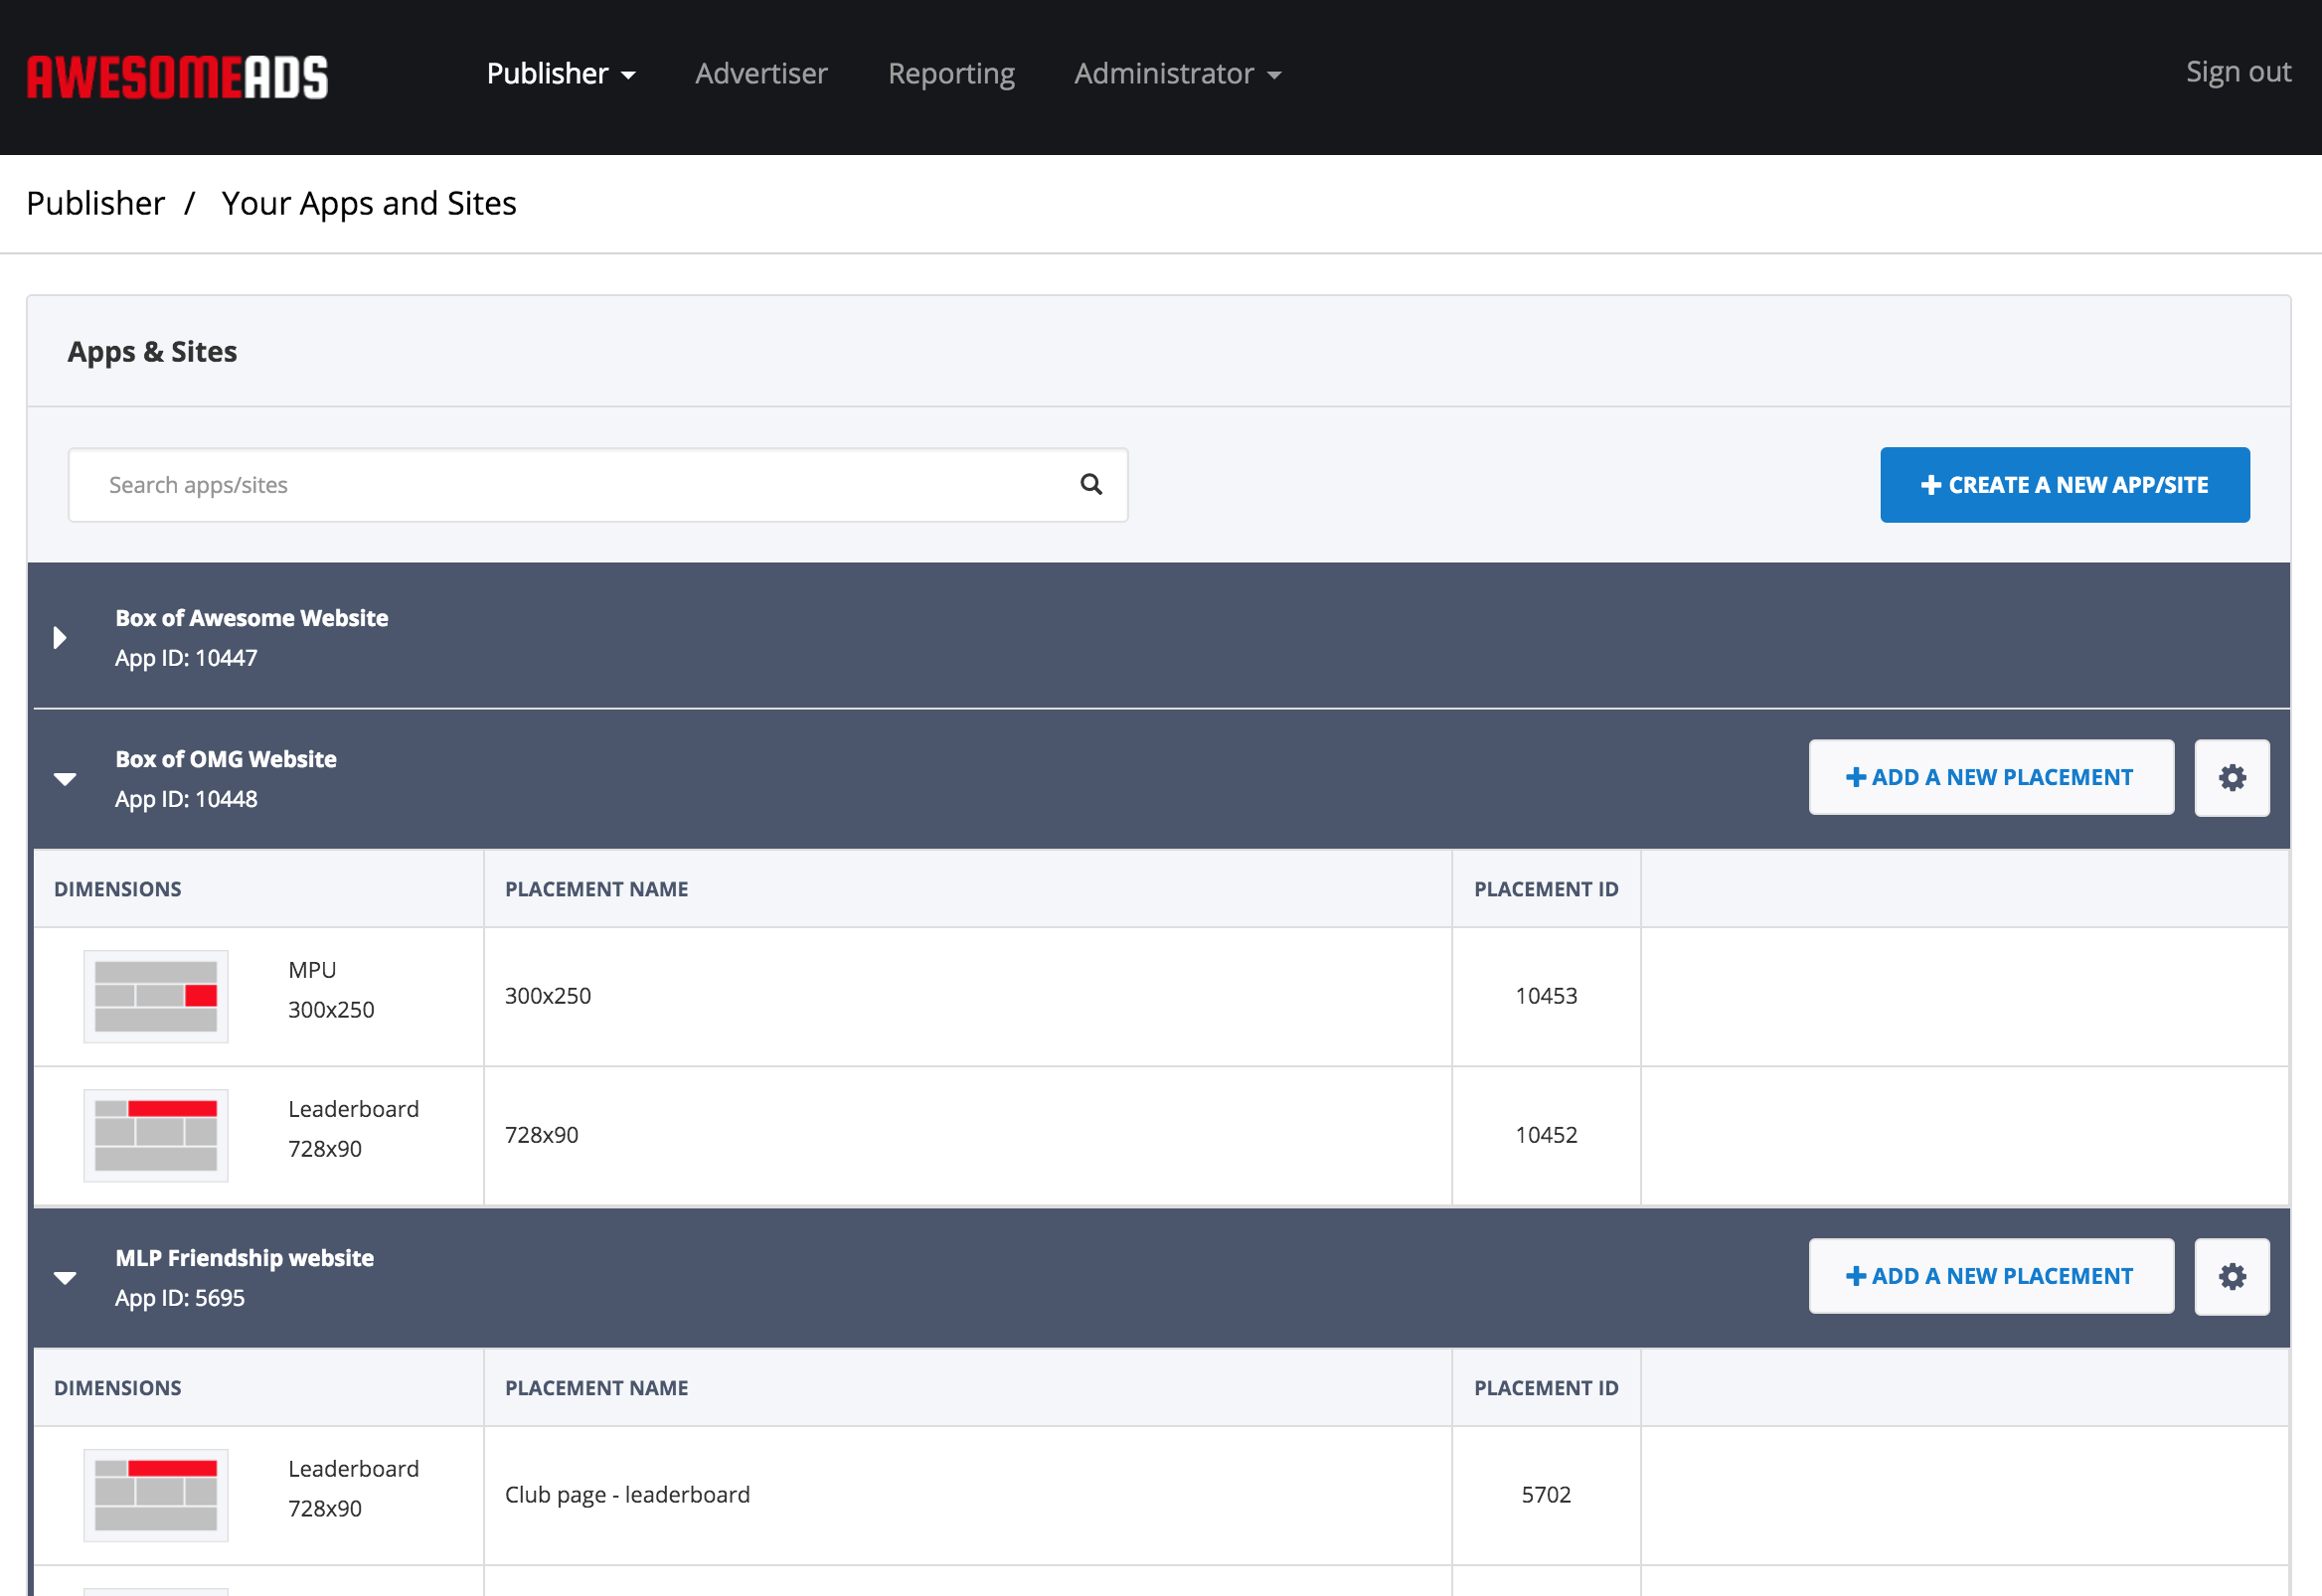 AWESOMEADS
Publisher
Advertiser
Reporting
Administrator
Sign out
Publisher / Your Apps and Sites
Apps & Sites
Search apps/sites
CREATE A NEW APP/SITE
Box of Awesome Website
App ID: 10447
Box of OMG Website
App ID: 10448
ADD A NEW PLACEMENT
DIMENSIONS
PLACEMENT NAME
PLACEMENT ID
MPU
300x250
300x250
10453
Leaderboard
728x90
728x90
10452
MLP Friendship website
App ID: 5695
ADD A NEW PLACEMENT
DIMENSIONS
PLACEMENT NAME
PLACEMENT ID
Leaderboard
728x90
Club page - leaderboard
5702